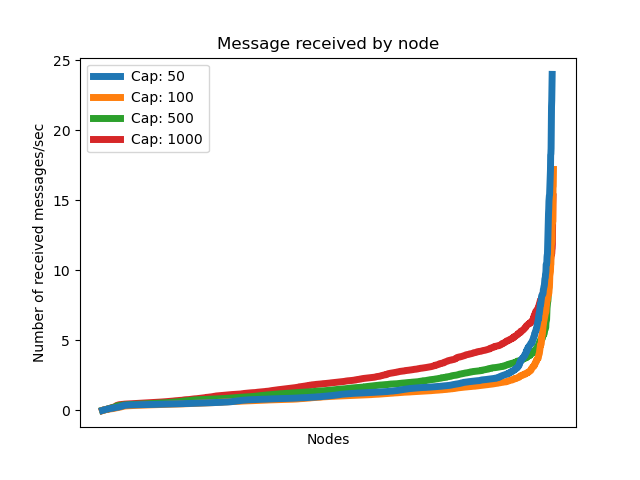 Message received by node
Cap: 50
Cap: 100
Cap: 500
Cap: 1000
25
20
15
10
5
0
Number of received messages/sec
Nodes